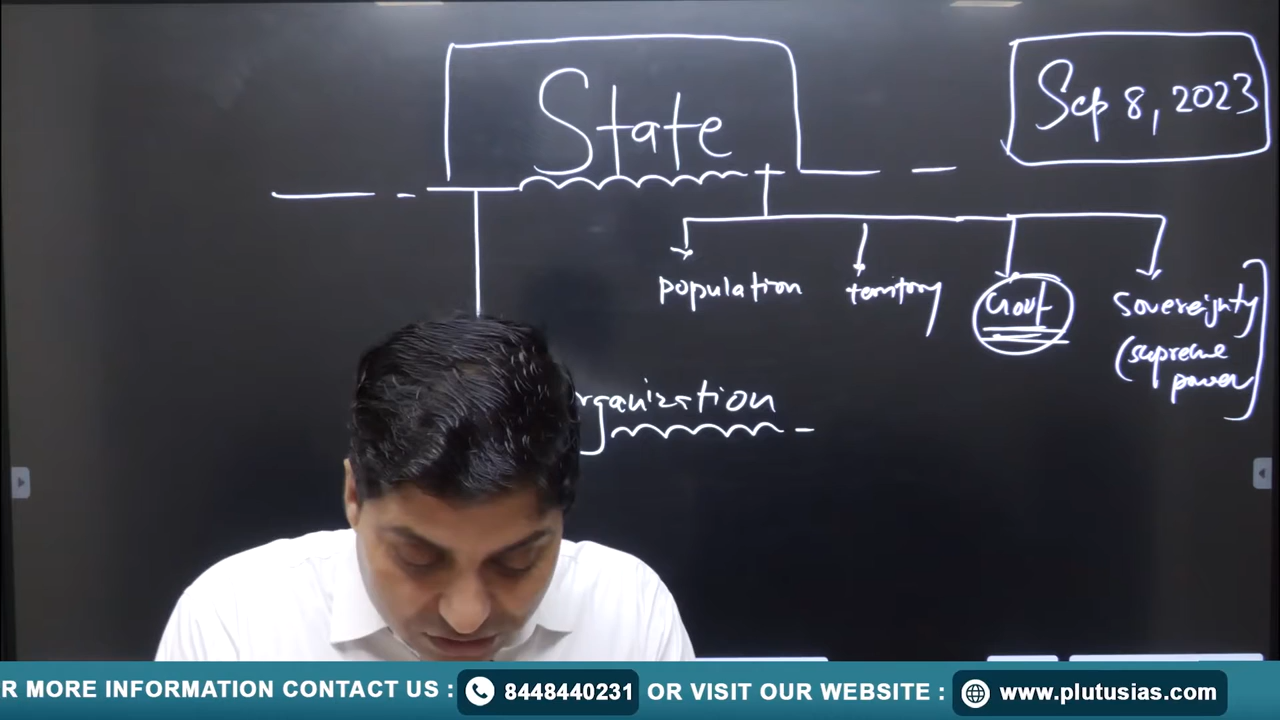 State
Sep 8, 2023
population
territory
Govt
Sovereignty
(supreme
power
rganization
R MORE INFORMATION CONTACT US : 8448440231 OR VISIT OUR WEBSITE : www.plutusias.com